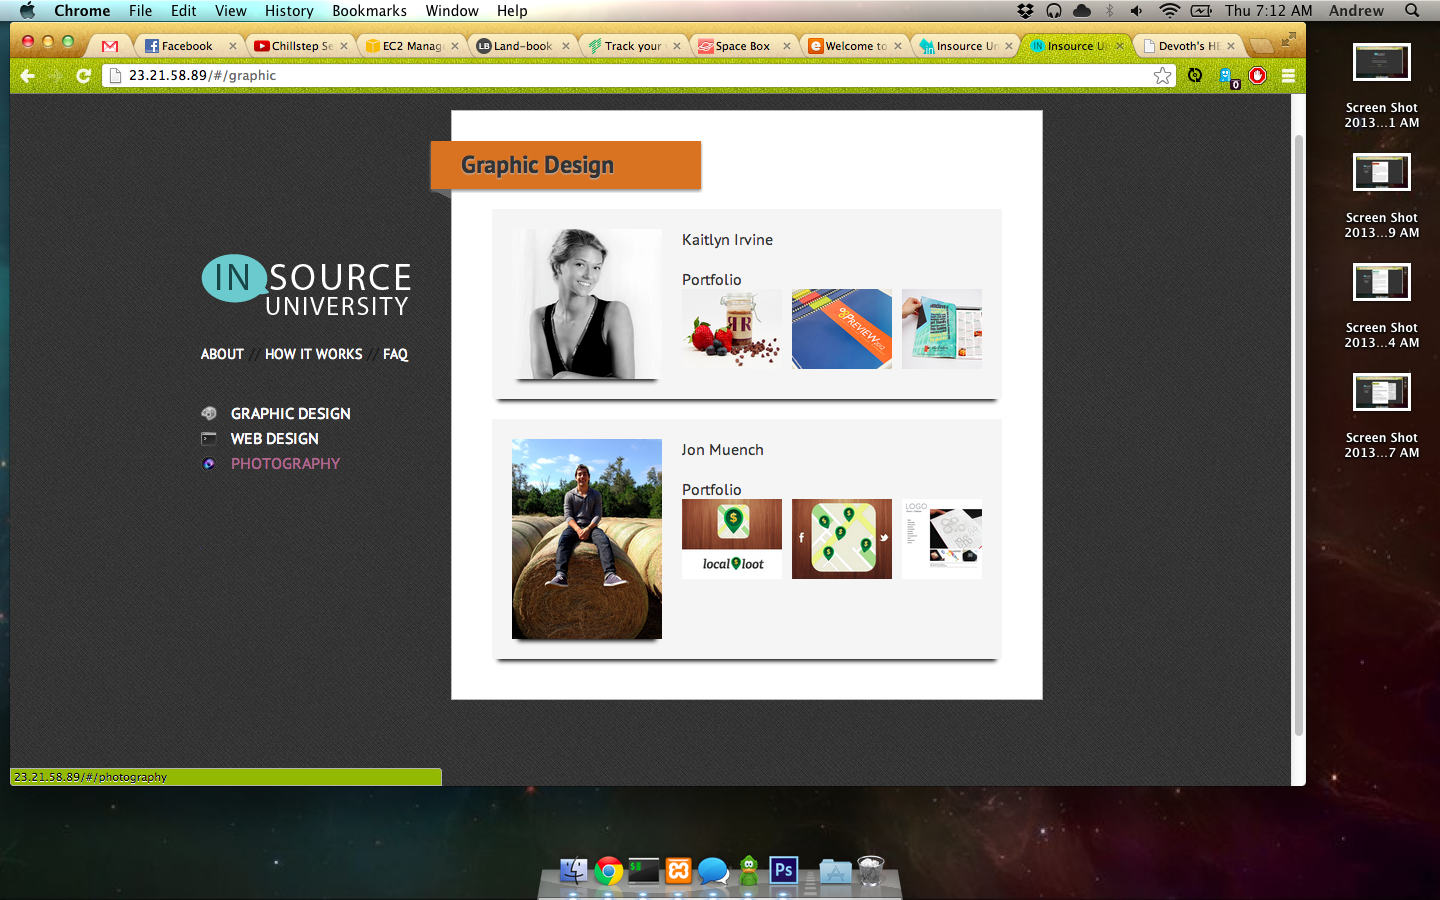 Chrome File Edit View History Bookmarks Window Help Thu 7:12 AM Andrew
Facebook Chillstep Se EC2 Manag Land-book Track your Space Box Welcome to Insource Un Insource Un Devoth's HE
23.21.58.89/#/graphic
0
Graphic Design
IN SOURCE
UNIVERSITY
ABOUT // HOW IT WORKS // FAQ
GRAPHIC DESIGN
WEB DESIGN
PHOTOGRAPHY
Kaitlyn Irvine
Portfolio
PREVIEW
Jon Muench
Portfolio
local loot
LOGO
23.21.58.89/#/photography
Screen Shot
2013...1 AM
Screen Shot
2013...9 AM
Screen Shot
2013...4 AM
Screen Shot
2013...7 AM
Ps